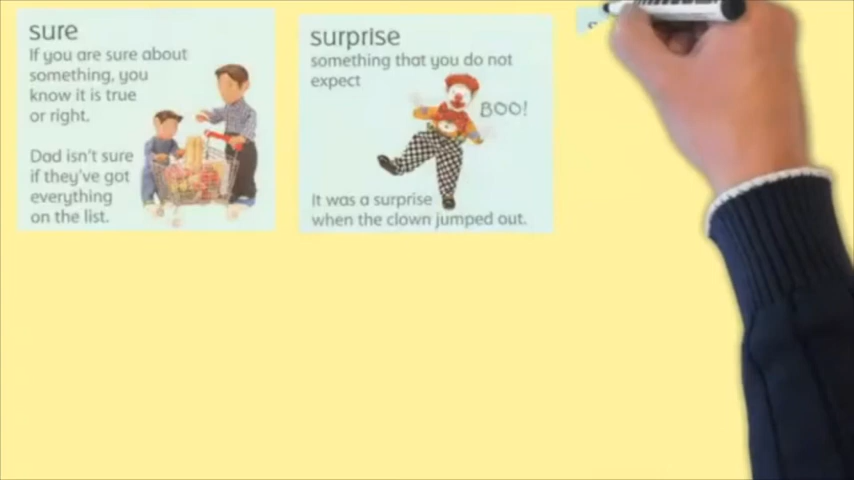 sure
If you are sure about
something, you
know it is true
or right.
Dad isn't sure
if they've got
everything
on the list.
surprise
something that you do not
expect
BOO!
It was a surprise
when the clown jumped out.